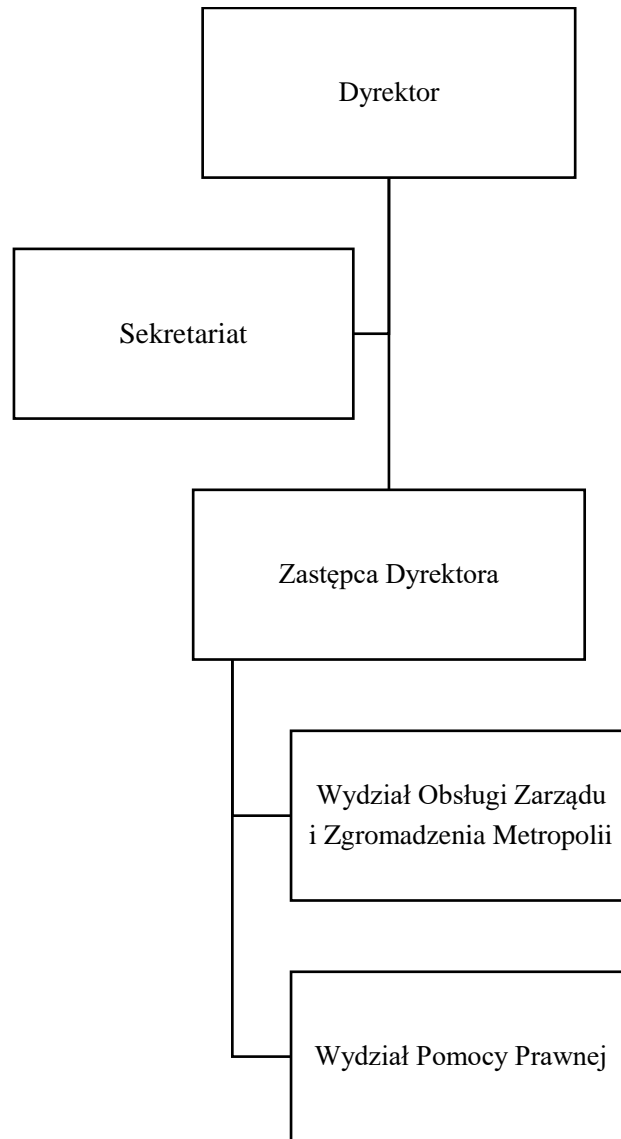 Dyrektor
Sekretariat
Zastępca Dyrektora
Wydział Obsługi Zarządu
i Zgromadzenia Metropolii
Wydział Pomocy Prawnej